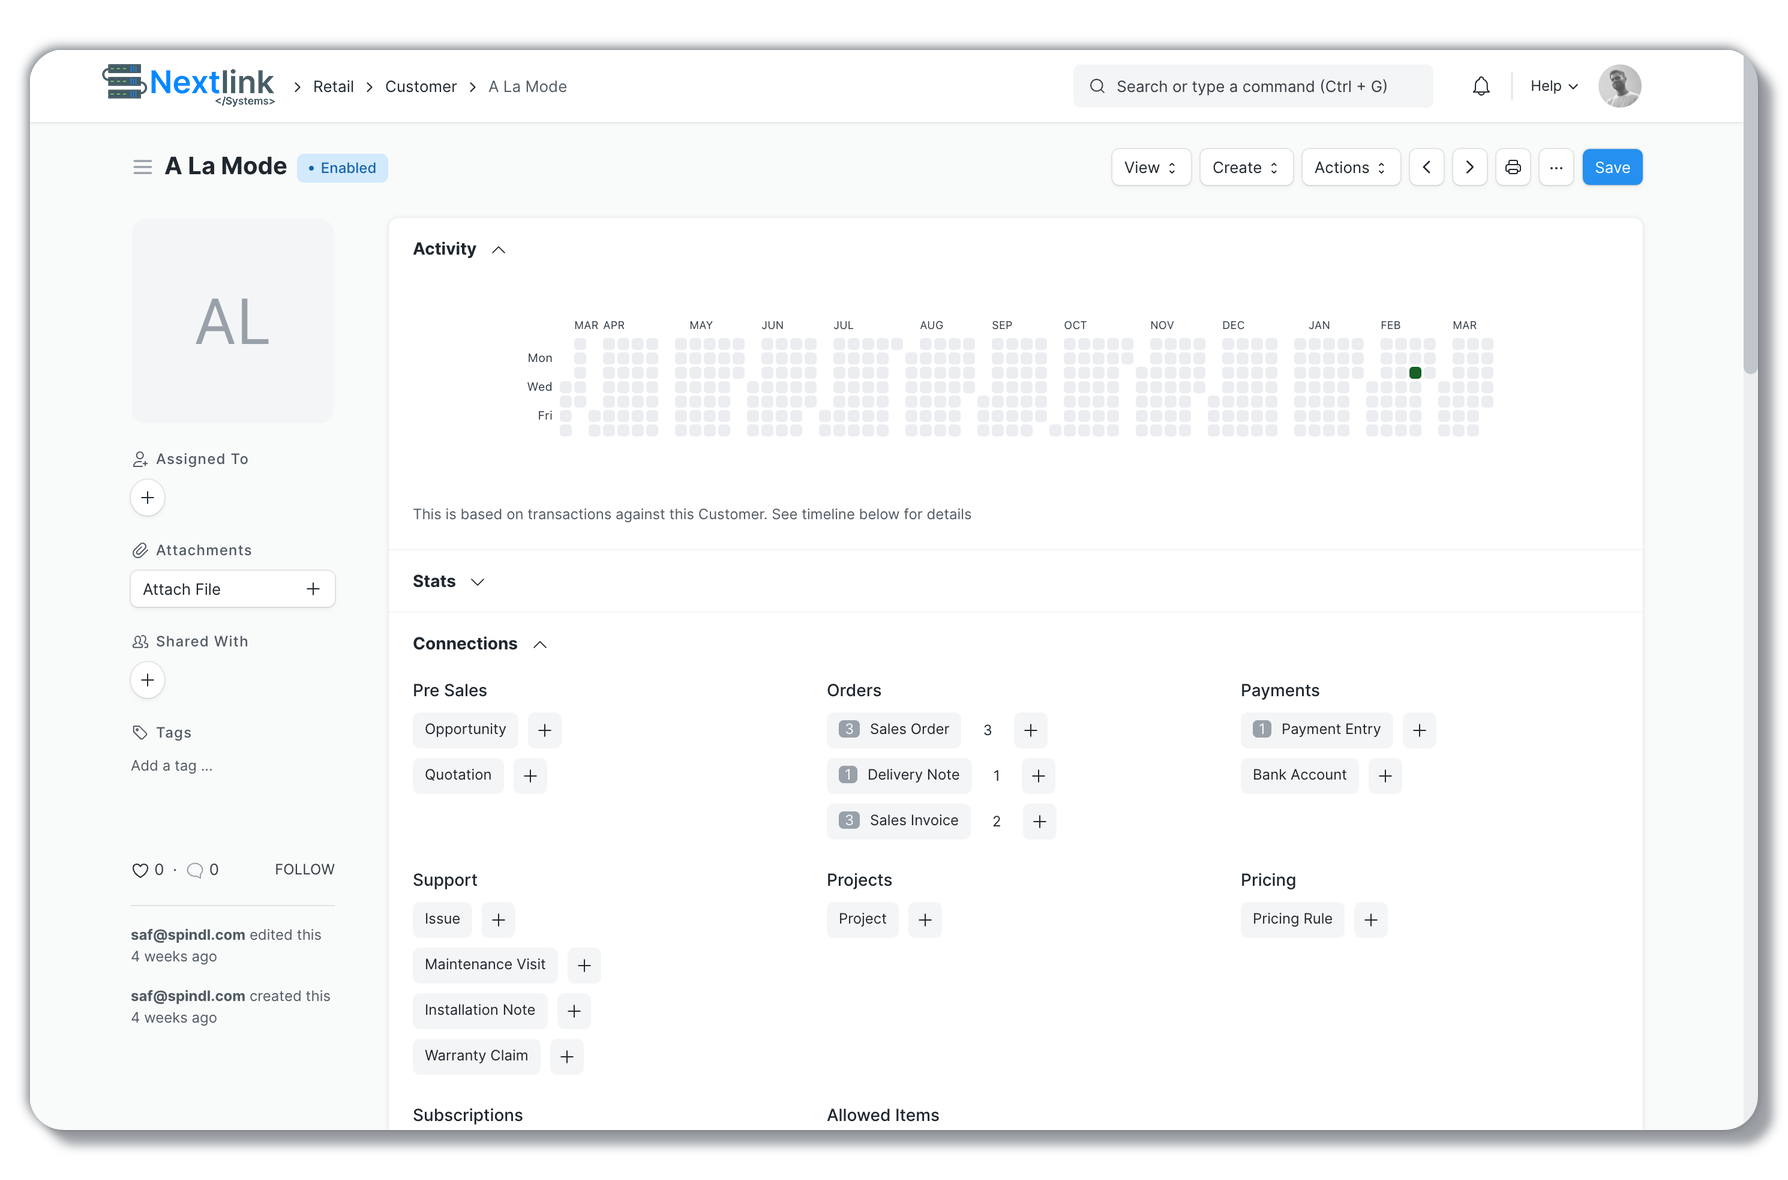 Nextlink
</Systems>
Retail
Customer
A La Mode
Search or type a command (Ctrl + G)
Help
A La Mode
• Enabled
View
Create
Actions
...
Save
AL
Assigned To
+
Attachments
Attach File +
Shared With
+
Tags
Add a tag ...
0 · 0 FOLLOW
saf@spindl.com edited this
4 weeks ago
saf@spindl.com created this
4 weeks ago
Activity
MAR APR MAY JUN JUL AUG SEP OCT NOV DEC JAN FEB MAR
Mon
Wed
Fri
This is based on transactions against this Customer. See timeline below for details
Stats
Connections
Pre Sales
Opportunity +
Quotation +
Orders
3 Sales Order 3 +
1 Delivery Note 1 +
3 Sales Invoice 2 +
Payments
1 Payment Entry +
Bank Account +
Support
Issue +
Maintenance Visit +
Installation Note +
Warranty Claim +
Projects
Project +
Pricing
Pricing Rule +
Subscriptions
Allowed Items